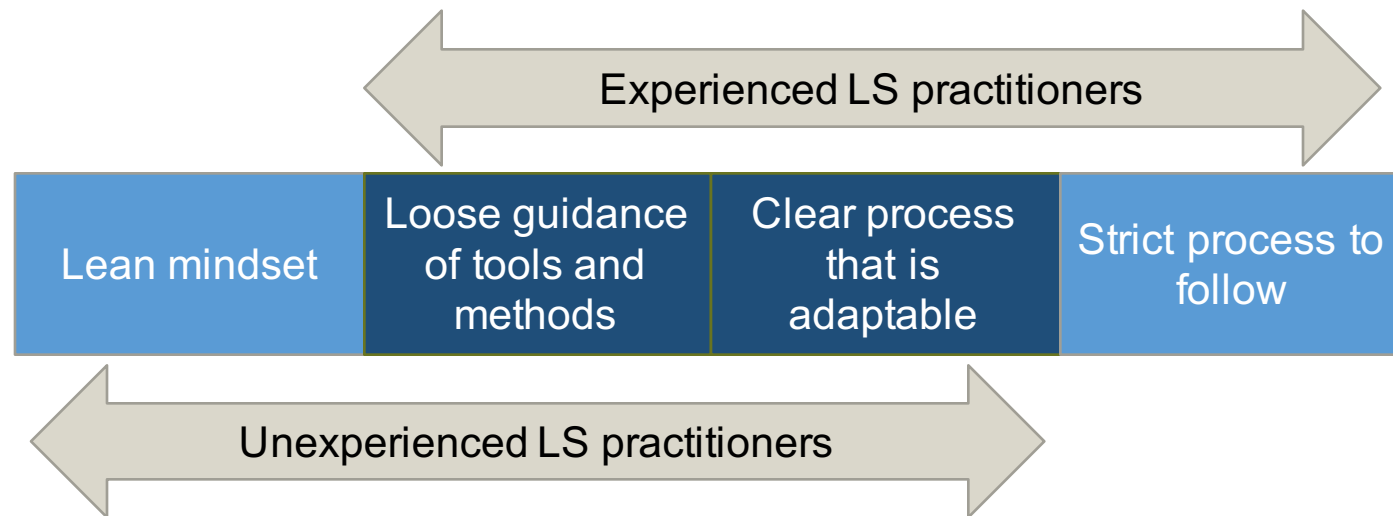 Experienced LS practitioners
Lean mindset
Loose guidance
of tools and
methods
Clear process
that is
adaptable
Strict process to
follow
Unexperienced LS practitioners